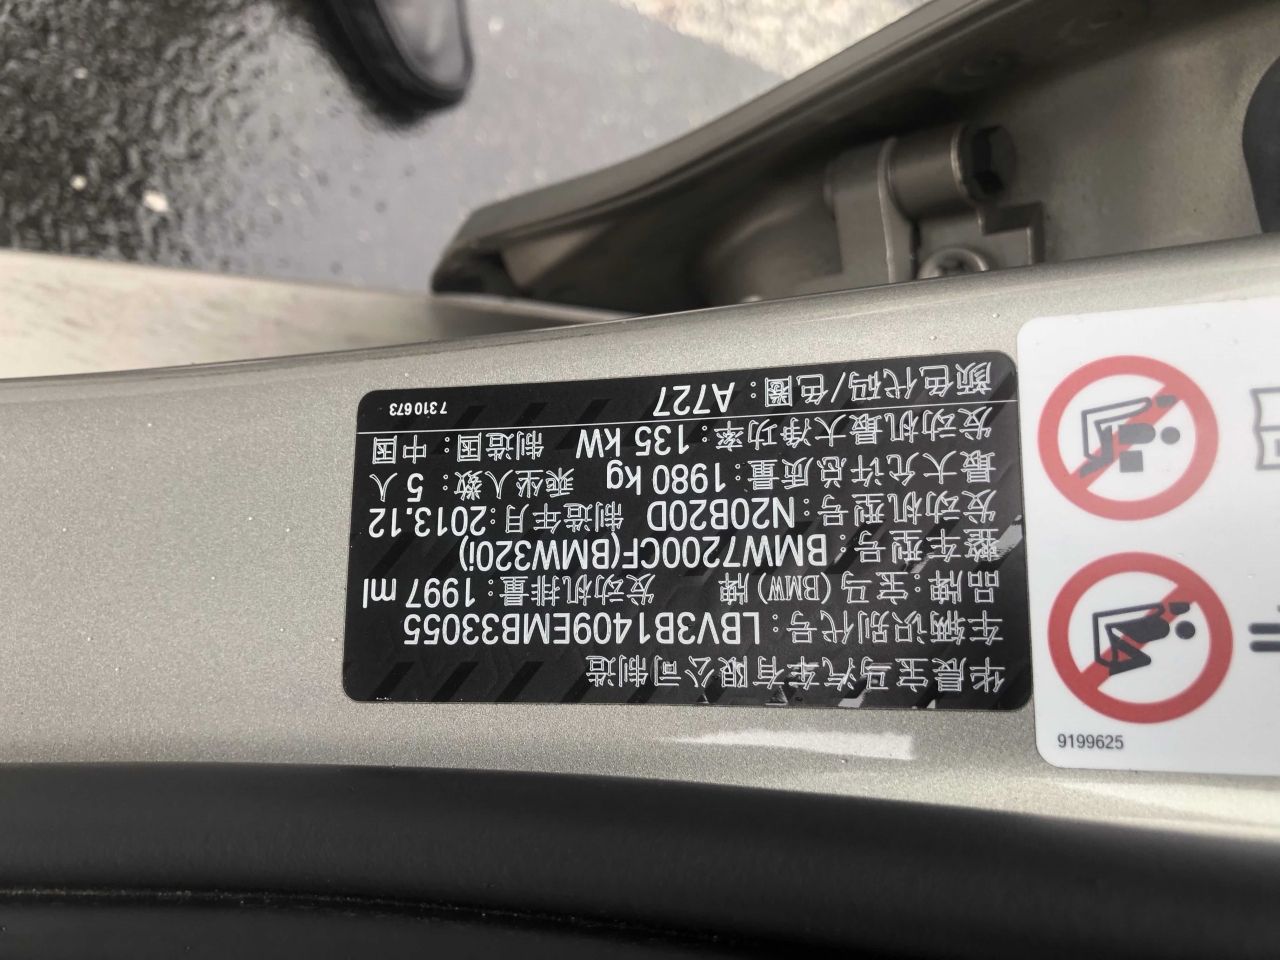 华晨宝马汽车有限公司制造
车辆识别代号：LBV3B1409EMB33055
品牌：宝马(BMW)牌 发动机排量：1997 ml
整车型号：BMW7200CF(BMW320i)
发动机型号：N20B20D 制造年月：2013.12
最大允许总质量：1980 kg 乘坐人数：5 人
发动机最大净功率：135 kW 制造国：中国
颜色代码/色圈：A727 7 310 673
9199625